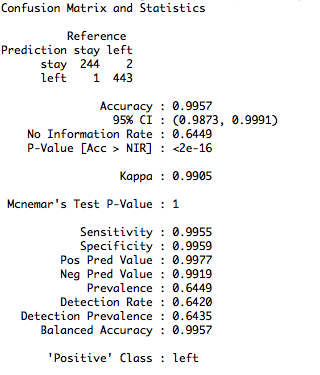 Confusion Matrix and Statistics
Reference
Prediction stay left
stay 244 2
left 1 443
Accuracy : 0.9957
95% CI : (0.9873, 0.9991)
No Information Rate : 0.6449
P-Value [Acc > NIR] : <2e-16
Kappa : 0.9905
Mcnemar's Test P-Value : 1
Sensitivity : 0.9955
Specificity : 0.9959
Pos Pred Value : 0.9977
Neg Pred Value : 0.9919
Prevalence : 0.6449
Detection Rate : 0.6420
Detection Prevalence : 0.6435
Balanced Accuracy : 0.9957
'Positive' Class : left